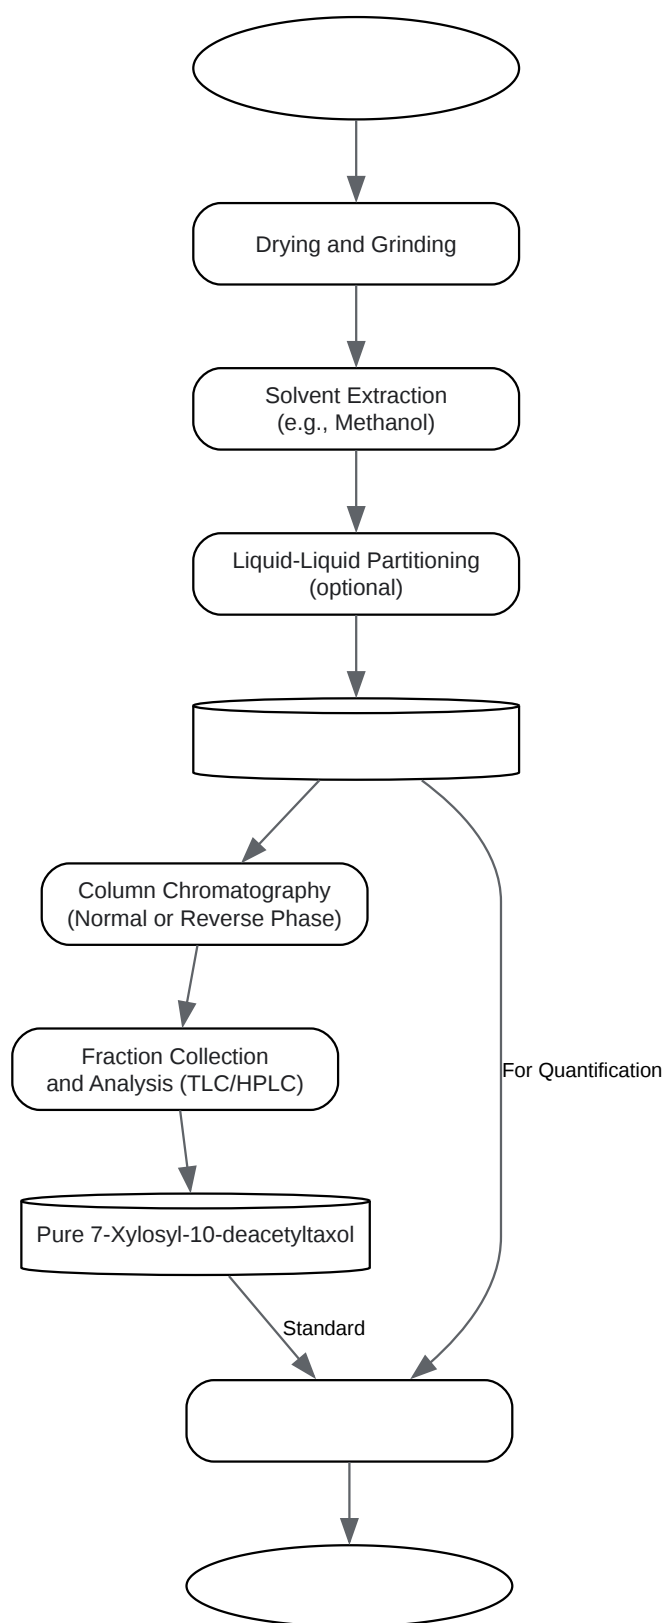 Drying and Grinding
Solvent Extraction
(e.g., Methanol)
Liquid-Liquid Partitioning
(optional)
Column Chromatography
(Normal or Reverse Phase)
Fraction Collection
and Analysis (TLC/HPLC)
For Quantification
Pure 7-Xylosyl-10-deacetyltaxol
Standard